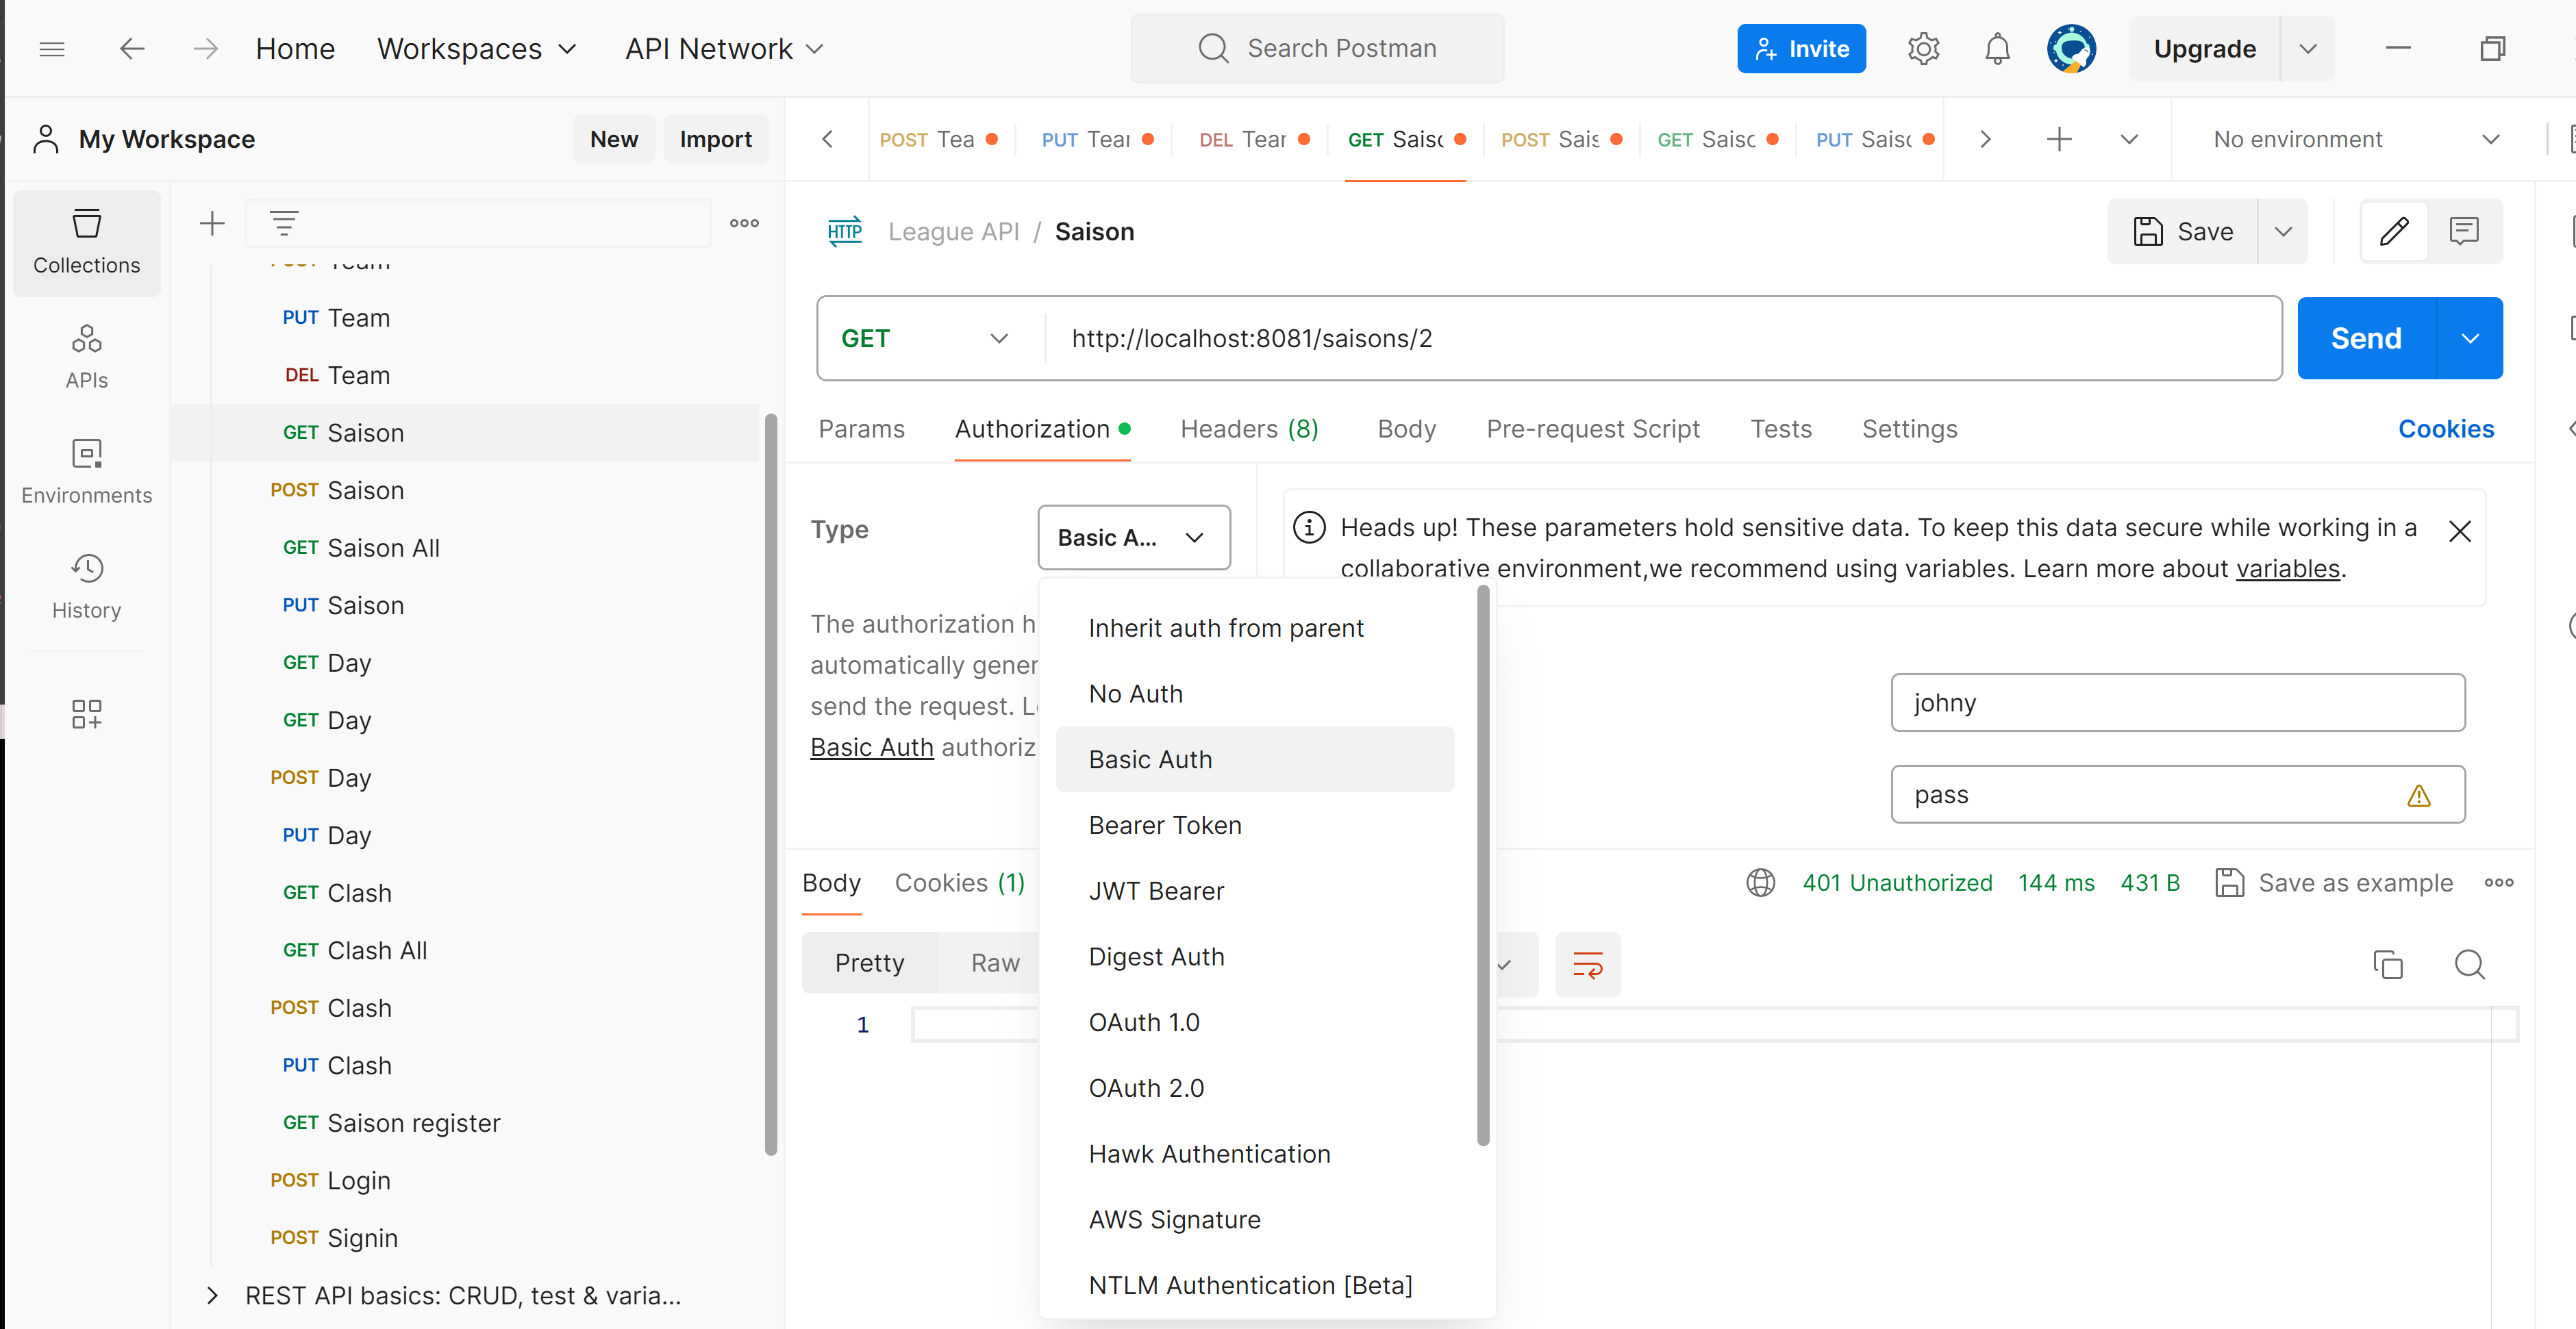 Home Workspaces API Network Search Postman Invite Upgrade
My Workspace New Import
POST Tea PUT Tear DEL Tear GET Saisc POST Sais GET Saisc PUT Saisc No environment
Collections
APIs
Environments
History
Team
PUT Team
DEL Team
GET Saison
POST Saison
GET Saison All
PUT Saison
GET Day
GET Day
POST Day
PUT Day
GET Clash
GET Clash All
POST Clash
PUT Clash
GET Saison register
POST Login
POST Signin
REST API basics: CRUD, test & varia...
HTTP League API / Saison Save
GET http://localhost:8081/saisons/2 Send
Params Authorization Headers (8) Body Pre-request Script Tests Settings Cookies
Type Basic A...
Heads up! These parameters hold sensitive data. To keep this data secure while working in a
collaborative environment,we recommend using variables. Learn more about variables.
The authorization h
automatically gener
send the request. L
Basic Auth authoriz
Inherit auth from parent
No Auth
Basic Auth
Bearer Token
JWT Bearer
Digest Auth
OAuth 1.0
OAuth 2.0
Hawk Authentication
AWS Signature
NTLM Authentication [Beta]
johny
pass
Body Cookies (1) 401 Unauthorized 144 ms 431 B Save as example
Pretty Raw
1